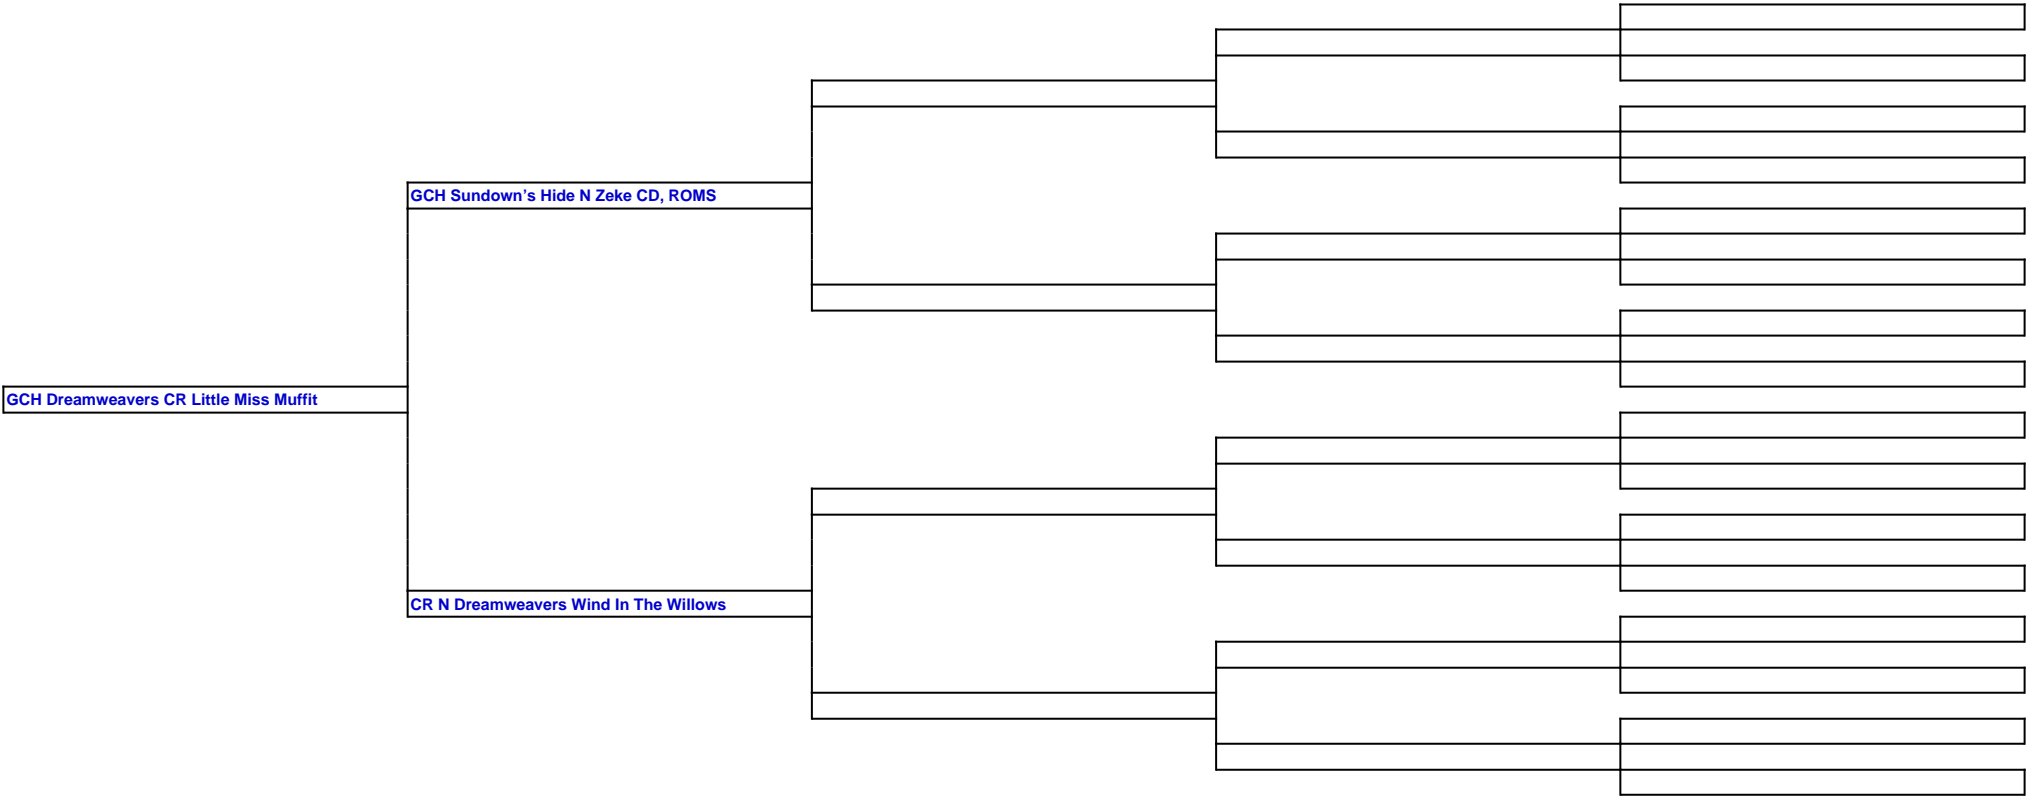 GCH Sundown’s Hide N Zeke CD, ROMS
GCH Dreamweavers CR Little Miss Muffit
CR N Dreamweavers Wind In The Willows